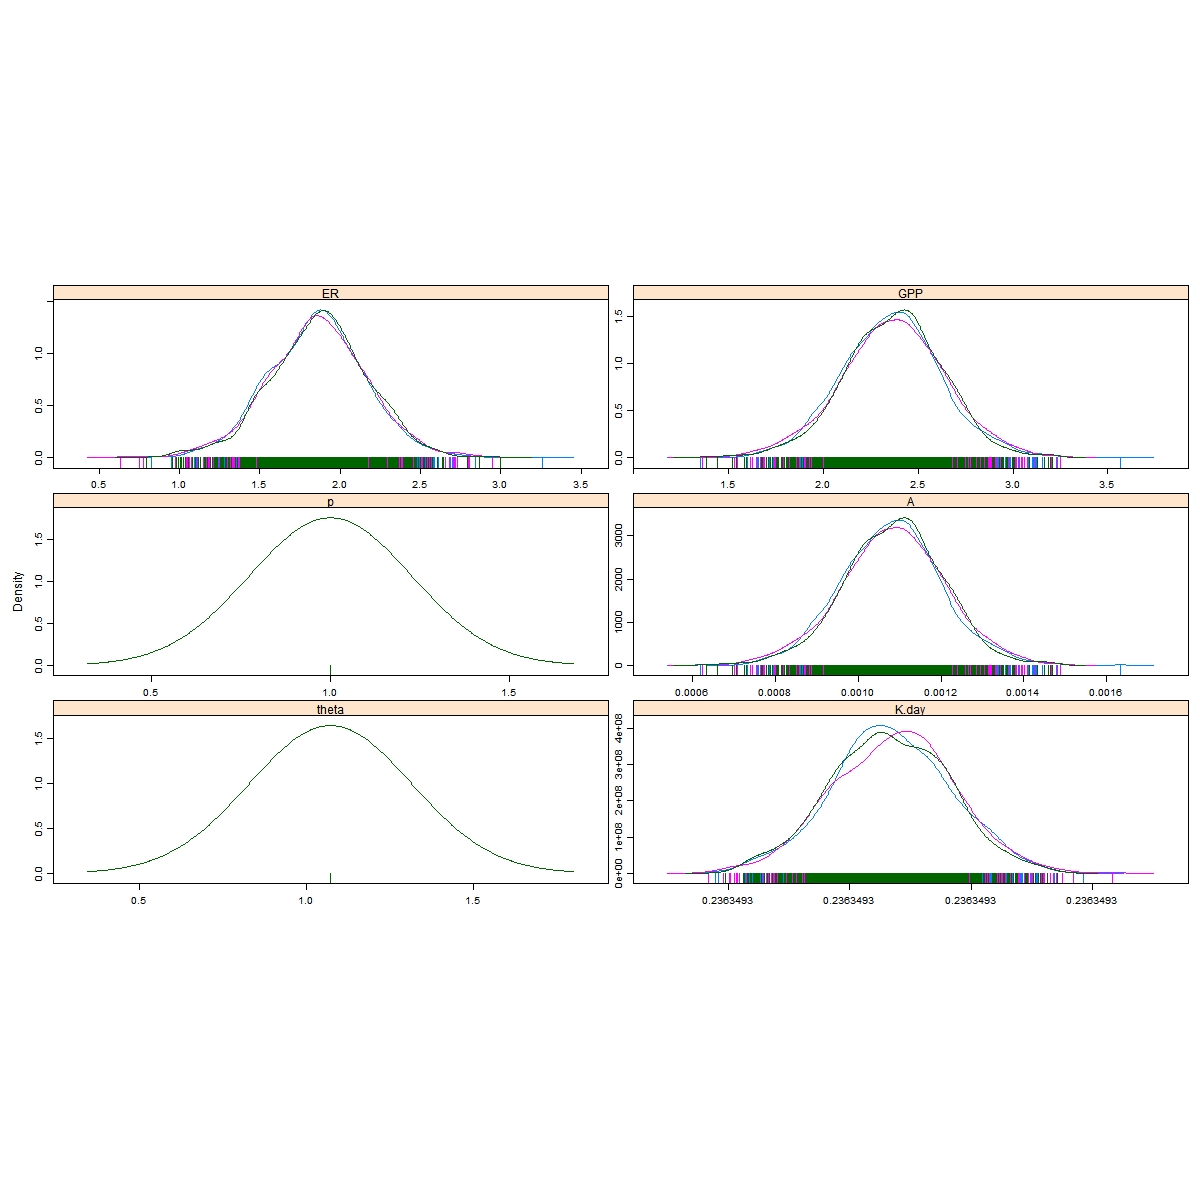 ER
0.0 0.5 1.0
0.5 1.0 1.5 2.0 2.5 3.0 3.5
GPP
0.0 0.5 1.0 1.5
1.5 2.0 2.5 3.0 3.5
Density
p
0.0 0.5 1.0 1.5
0.5 1.0 1.5
A
0 1000 2000 3000
0.0006 0.0008 0.0010 0.0012 0.0014 0.0016
theta
0.0 0.5 1.0 1.5
0.5 1.0 1.5
K.day
0e+00 1e+08 2e+08 3e+08 4e+08
0.2363493 0.2363493 0.2363493 0.2363493